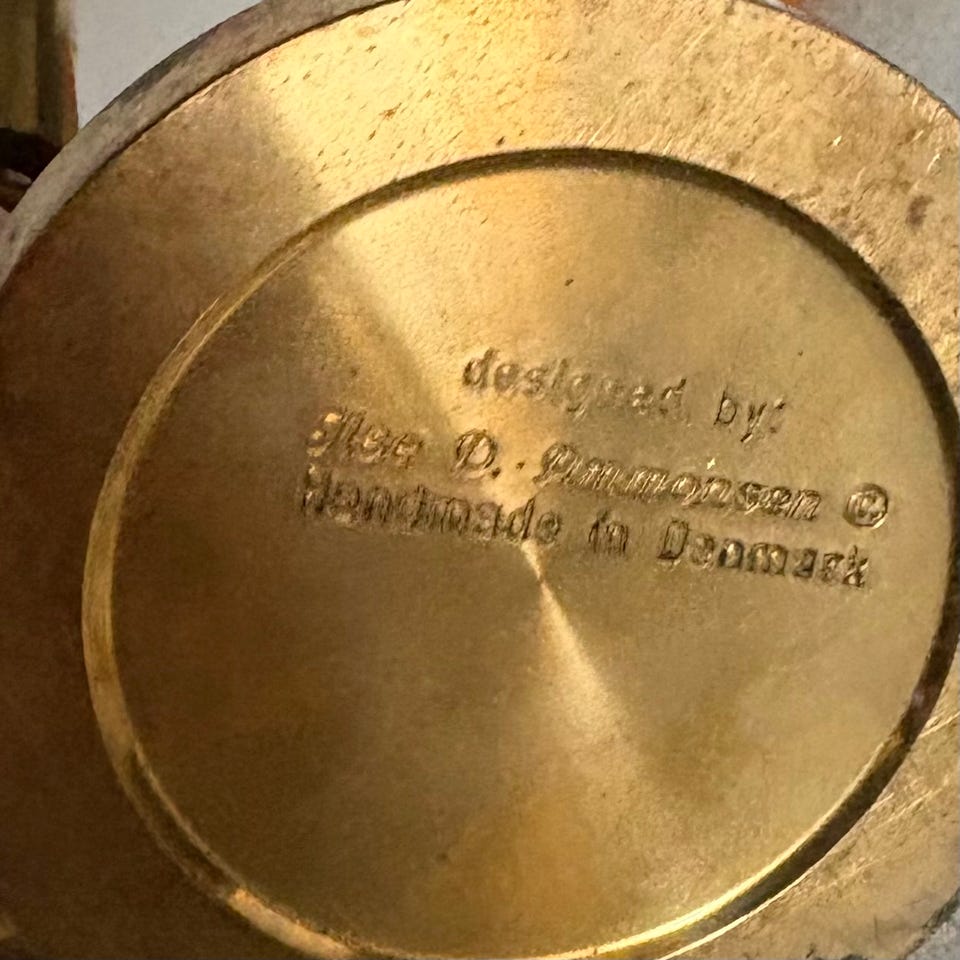 designed by:
Ilse D. Ammonsen ©
Handmade in Denmark